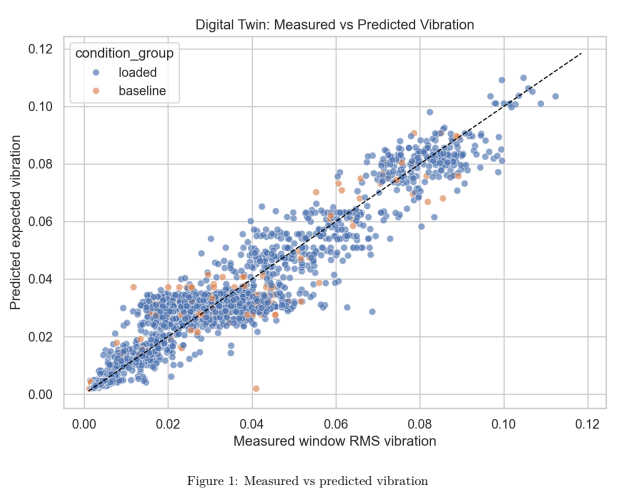 Digital Twin: Measured vs Predicted Vibration
condition_group
loaded
baseline
0.12
0.10
0.08
0.06
0.04
0.02
0.00
Predicted expected vibration
0.00 0.02 0.04 0.06 0.08 0.10 0.12
Measured window RMS vibration
Figure 1: Measured vs predicted vibration